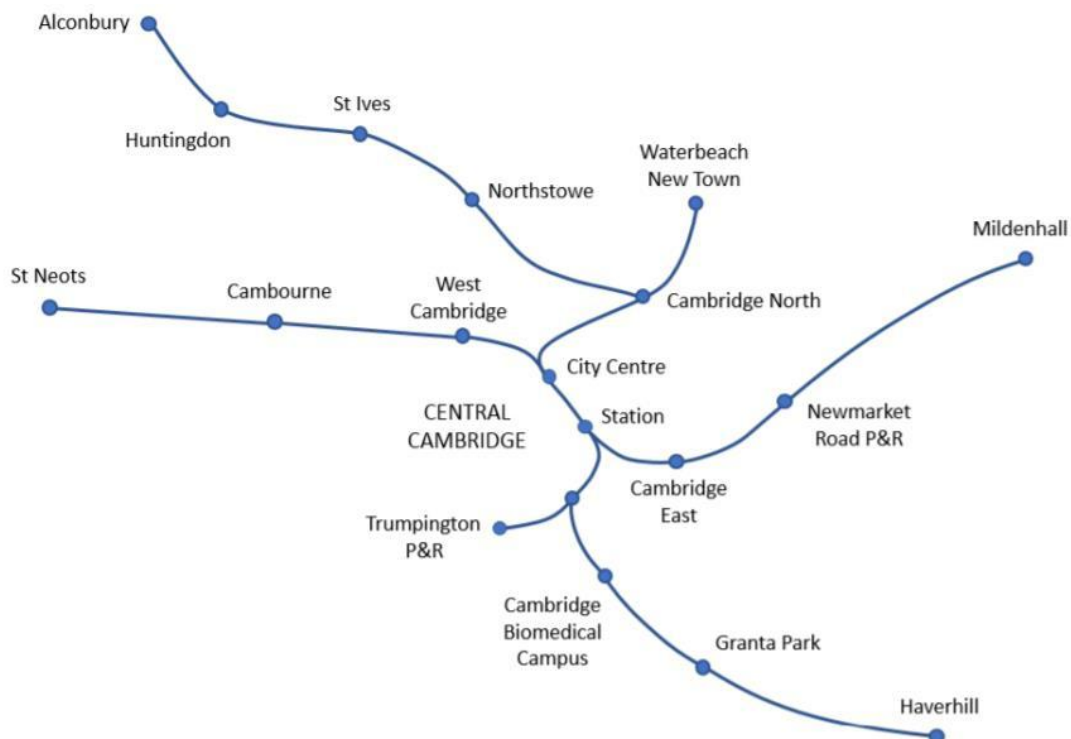 Alconbury
St Ives
Huntingdon
Waterbeach
New Town
Northstowe
Mildenhall
St Neots
Cambourne
West
Cambridge
Cambridge North
City Centre
CENTRAL
CAMBRIDGE
Station
Newmarket
Road P&R
Cambridge
East
Trumpington
P&R
Cambridge
Biomedical
Campus
Granta Park
Haverhill